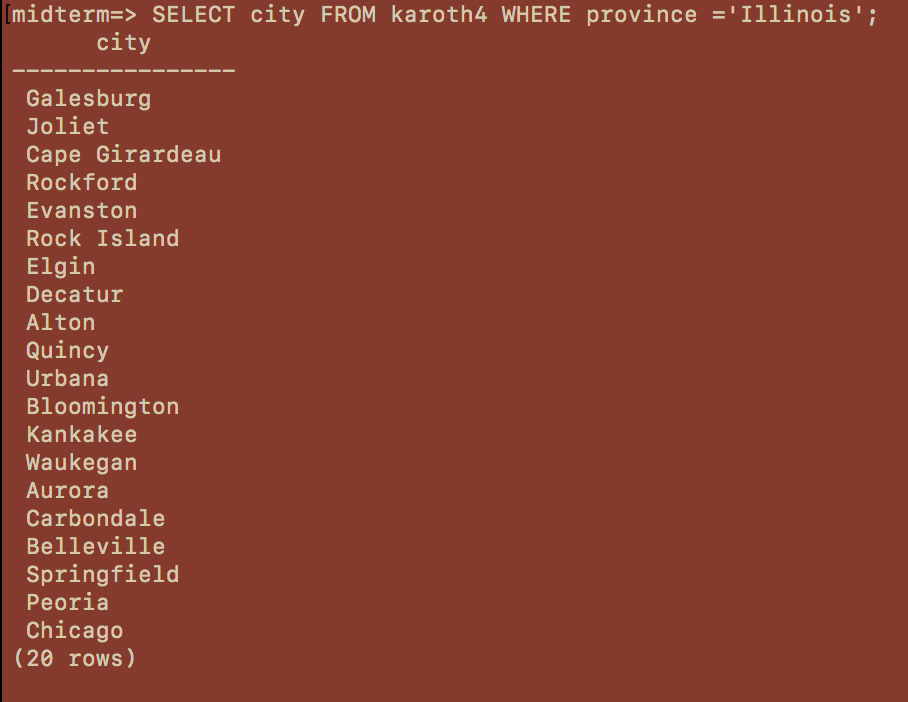 [midterm=> SELECT city FROM karoth4 WHERE province ='Illinois';
city
----------------
Galesburg
Joliet
Cape Girardeau
Rockford
Evanston
Rock Island
Elgin
Decatur
Alton
Quincy
Urbana
Bloomington
Kankakee
Waukegan
Aurora
Carbondale
Belleville
Springfield
Peoria
Chicago
(20 rows)